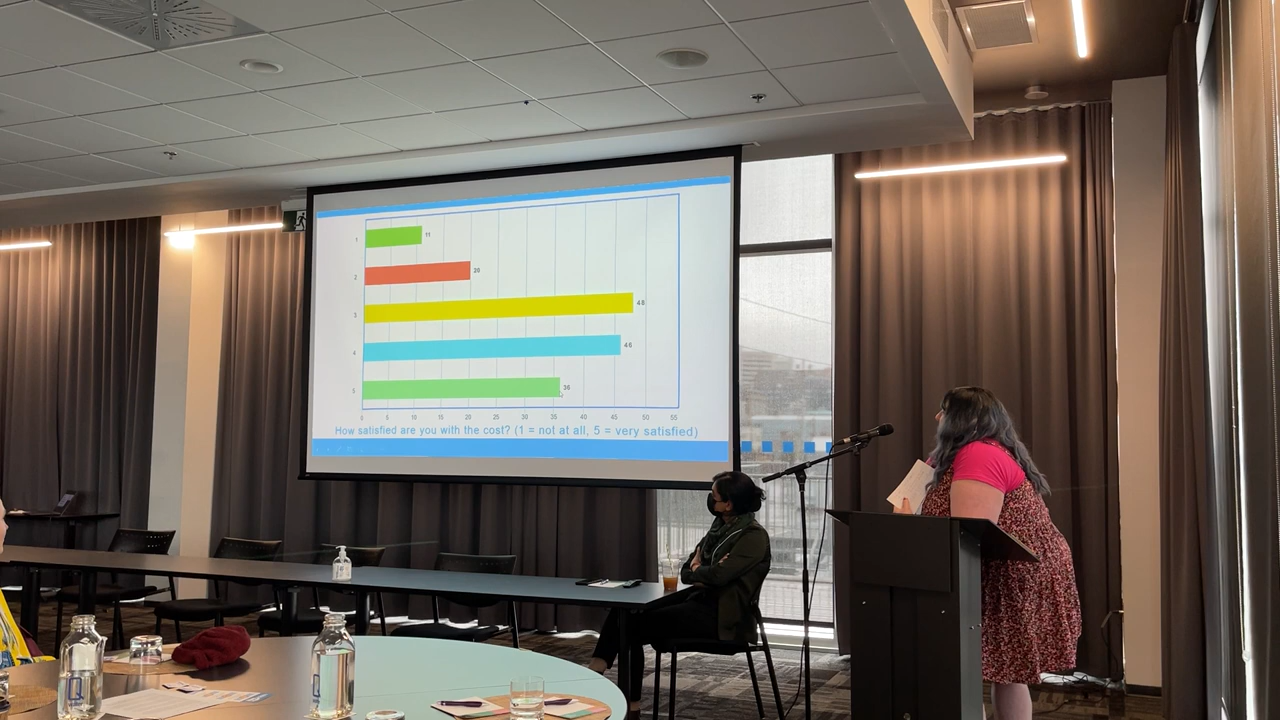 1 11
2 20
3 48
4 46
5 36
0 5 10 15 20 25 30 35 40 45 50 55
How satisfied are you with the cost? (1 = not at all, 5 = very satisfied)
Q